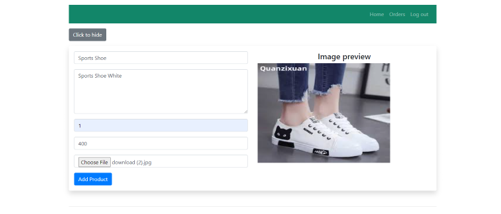 Home Orders Log out
Click to hide
Sports Shoe
Sports Shoe White
1
400
Choose File download (2).jpg
Add Product
Image preview
Quanzixuan